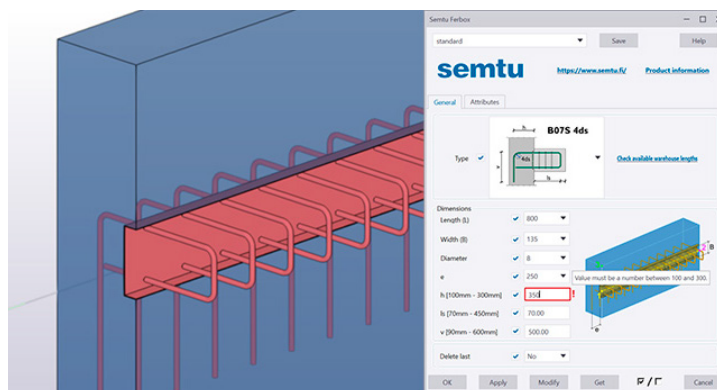 Semtu Ferbox
standard Save Help
semtu https://www.semtu.fi/ Product information
General Attributes
B07S 4ds
h
4ds
v
ls
Type Check available warehouse lengths
Dimensions
Length (L) 800
Width (B) 135
Diameter 8
e 250
Value must be a number between 100 and 300.
h [100mm - 300mm] 350 !
ls [70mm - 450mm] 70.00
v [90mm - 600mm] 500.00
B
e
Delete last No
OK Apply Modify Get Cancel